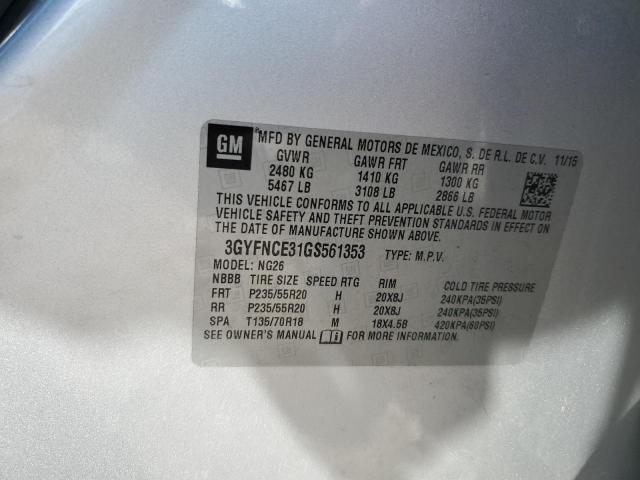 GM
MFD BY GENERAL MOTORS DE MEXICO, S. DE R.L. DE C.V. 11/15
GVWR GAWR FRT GAWR RR
2480 KG 1410 KG 1300 KG
5467 LB 3108 LB 2866 LB
THIS VEHICLE CONFORMS TO ALL APPLICABLE U.S. FEDERAL MOTOR
VEHICLE SAFETY AND THEFT PREVENTION STANDARDS IN EFFECT ON
THE DATE OF MANUFACTURE SHOWN ABOVE.
3GYFNCE31GS561353 TYPE: M.P.V.
MODEL: NG26
NBBB TIRE SIZE SPEED RTG RIM COLD TIRE PRESSURE
FRT P235/55R20 H 20X8J 240KPA(35PSI)
RR P235/55R20 H 20X8J 240KPA(35PSI)
SPA T135/70R18 M 18X4.5B 420KPA(60PSI)
SEE OWNER'S MANUAL FOR MORE INFORMATION.